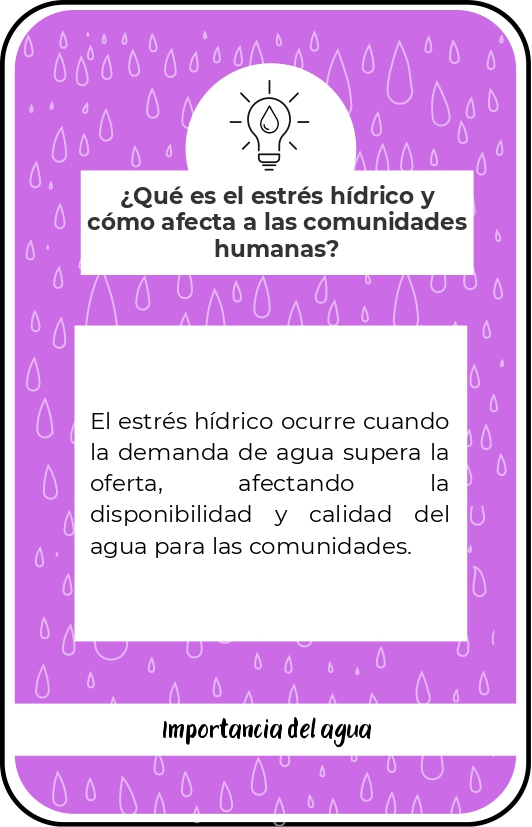 ¿Qué es el estrés hídrico y
cómo afecta a las comunidades
humanas?
El estrés hídrico ocurre cuando
la demanda de agua supera la
oferta, afectando la
disponibilidad y calidad del
agua para las comunidades.
Importancia del agua